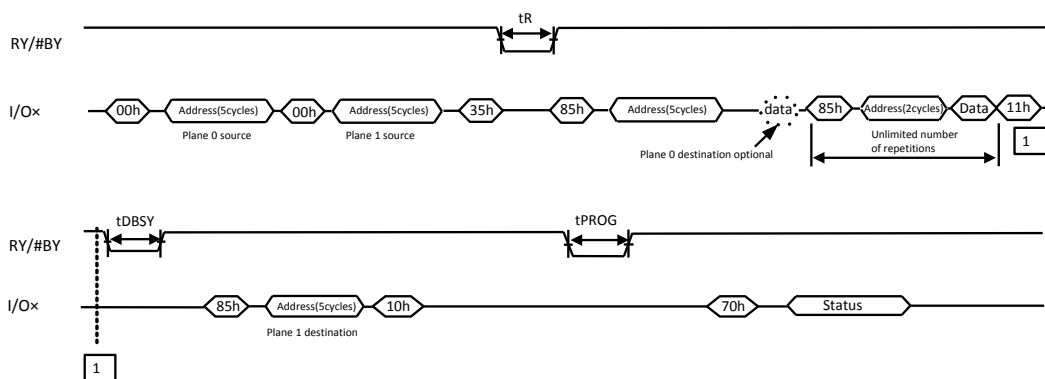 tR
RY/#BY
I/O×
00h
Address(5cycles)
00h
Address(5cycles)
35h
85h
Address(5cycles)
data
85h
Address(2cycles)
Data
11h
Plane 0 source
Plane 1 source
Plane 0 destination optional
Unlimited number
of repetitions
1
tDBSY
tPROG
RY/#BY
I/O×
85h
Address(5cycles)
10h
70h
Status
Plane 1 destination
1